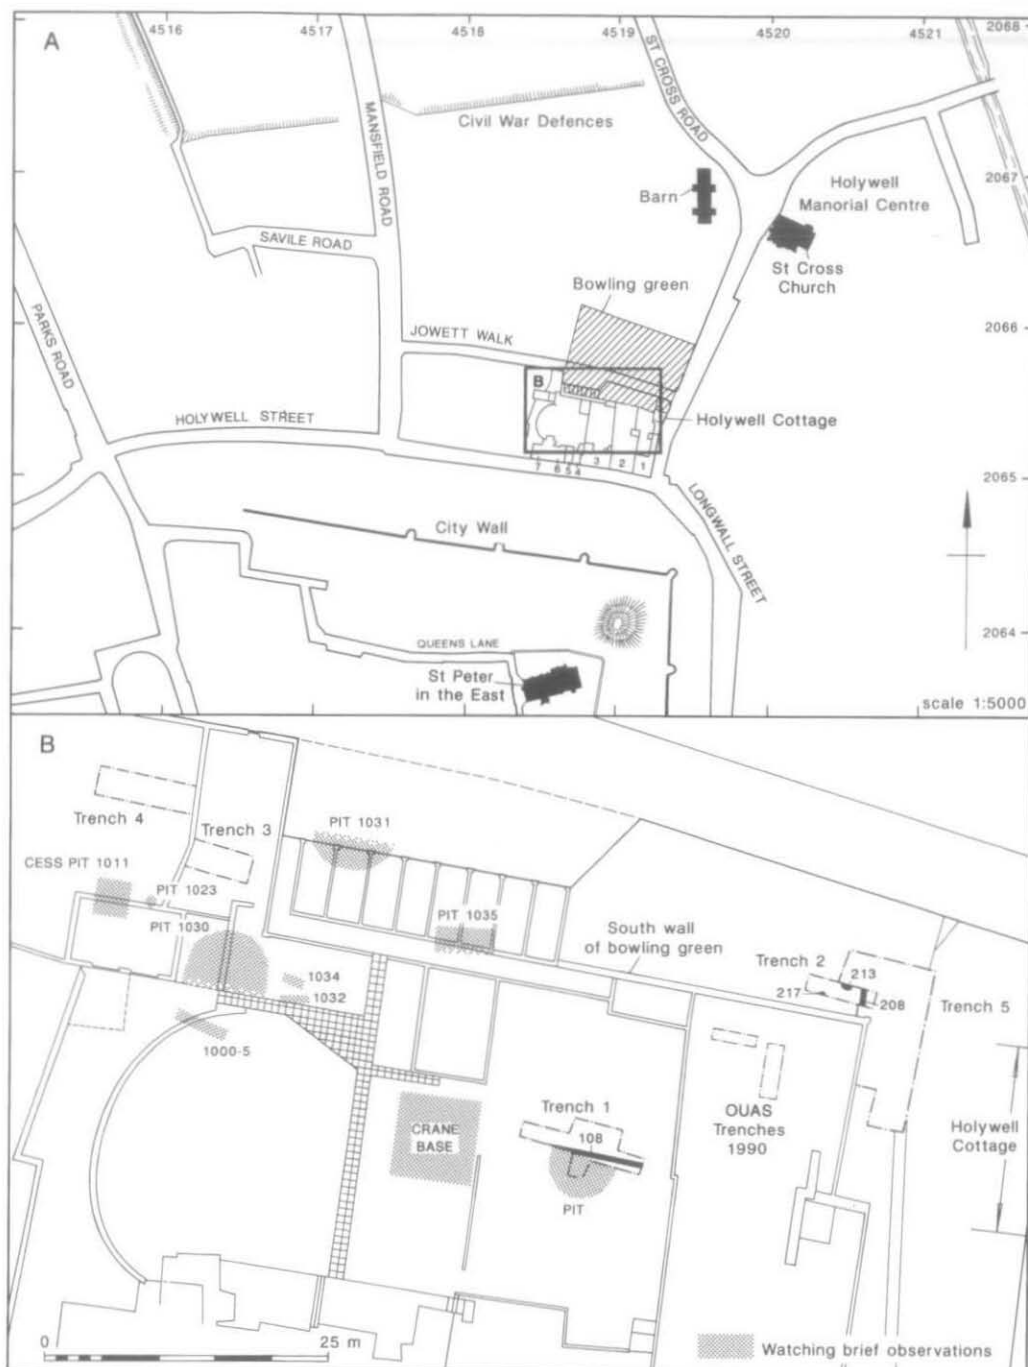 A
4516
4517
4518
4519
4520
4521
2068
ST CROSS ROAD
MANSFIELD ROAD
Civil War Defences
Barn
Holywell
Manorial Centre
2067
SAVILE ROAD
St Cross
Church
Bowling green
PARKS ROAD
JOWETT WALK
2066
B
HOLYWELL STREET
Holywell Cottage
7 6 5 4 3 2 1
2065
City Wall
LONGWALL STREET
2064
QUEENS LANE
St Peter
in the East
scale 1:5000
B
Trench 4
Trench 3
PIT 1031
CESS PIT 1011
PIT 1023
PIT 1030
PIT 1035
South wall
of bowling green
Trench 2
213
217
208
Trench 5
1034
1032
1000-5
Trench 1
108
OUAS
Trenches
1990
Holywell
Cottage
CRANE
BASE
PIT
0 25 m
Watching brief observations